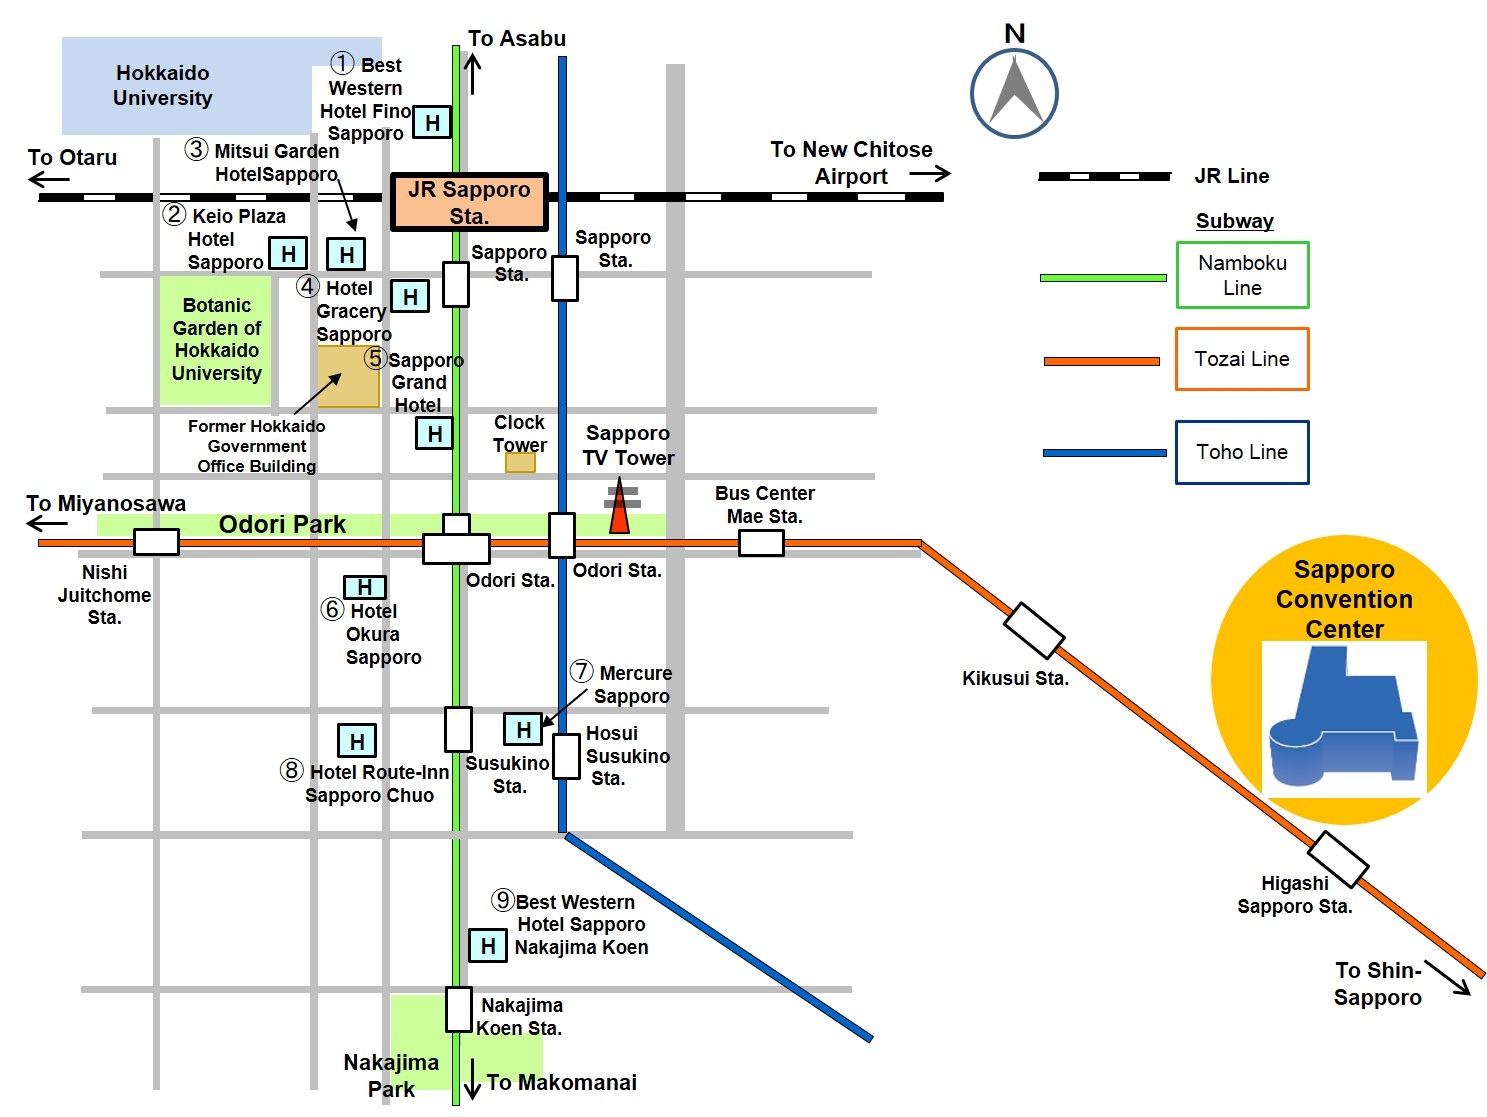 To Asabu
N
Hokkaido
University
① Best
Western
Hotel Fino
Sapporo
H
③ Mitsui Garden
HotelSapporo
To Otaru
To New Chitose
Airport
JR Sapporo
Sta.
JR Line
Subway
② Keio Plaza
Hotel
Sapporo
H
H
Sapporo
Sta.
Sapporo
Sta.
Namboku
Line
④ Hotel
Gracery
Sapporo
H
Botanic
Garden of
Hokkaido
University
⑤Sapporo
Grand
Hotel
H
Tozai Line
Former Hokkaido
Government
Office Building
Clock
Tower
Sapporo
TV Tower
Toho Line
To Miyanosawa
Odori Park
Bus Center
Mae Sta.
Nishi
Juitchome
Sta.
Odori Sta.
Odori Sta.
H
⑥ Hotel
Okura
Sapporo
Sapporo
Convention
Center
Kikusui Sta.
⑦ Mercure
Sapporo
H
H
⑧ Hotel Route-Inn
Sapporo Chuo
Susukino
Sta.
Hosui
Susukino
Sta.
Higashi
Sapporo Sta.
⑨Best Western
Hotel Sapporo
Nakajima Koen
H
To Shin-
Sapporo
Nakajima
Koen Sta.
Nakajima
Park
To Makomanai